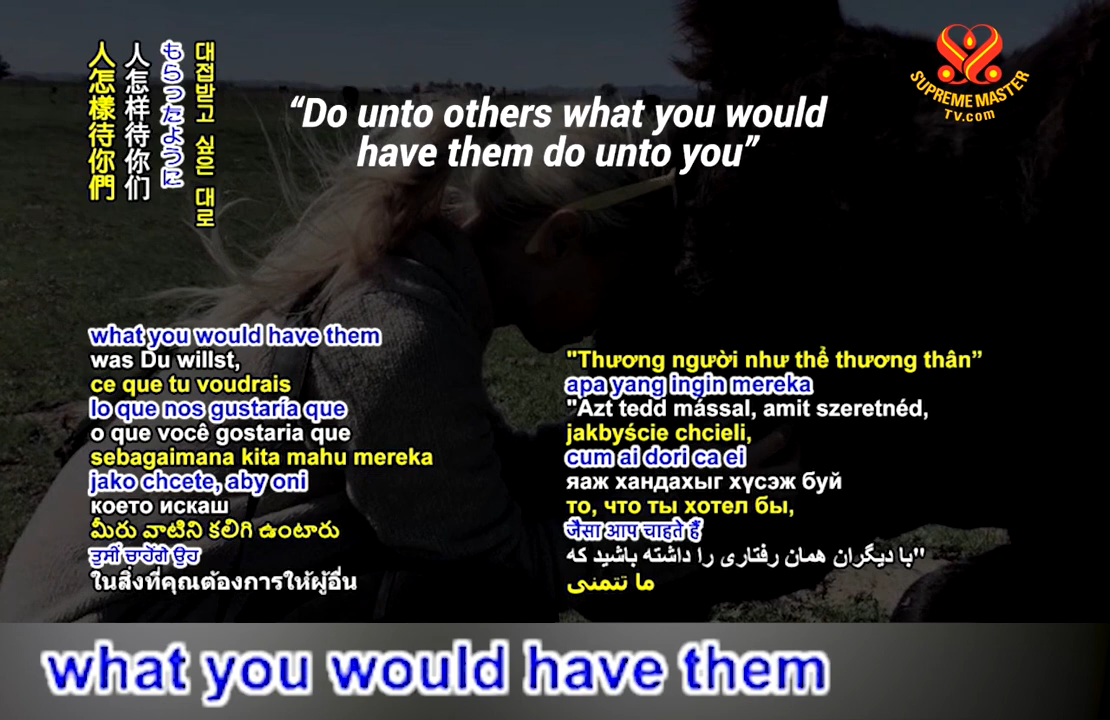 人怎樣待你們
人怎样待你们
もらったように
대접받고 싶은 대로
“Do unto others what you would
have them do unto you”
SUPREME MASTER
TV.com
what you would have them
was Du willst,
ce que tu voudrais
lo que nos gustaría que
o que você gostaria que
sebagaimana kita mahu mereka
jako chcete, aby oni
което искаш
మీరు వాటిని కలిగి ఉంటారు
ਤੁਸੀਂ ਚਾਹੋਗੇ ਉਹ
ในสิ่งที่คุณต้องการให้ผู้อื่น
"Thương người như thể thương thân”
apa yang ingin mereka
"Azt tedd mással, amit szeretnéd,
jakbyście chcieli,
cum ai dori ca ei
яаж хандахыг хүсэж буй
то, что ты хотел бы,
जैसा आप चाहते हैं
"با دیگران همان رفتاری را داشته باشید که
ما تتمنى
what you would have them